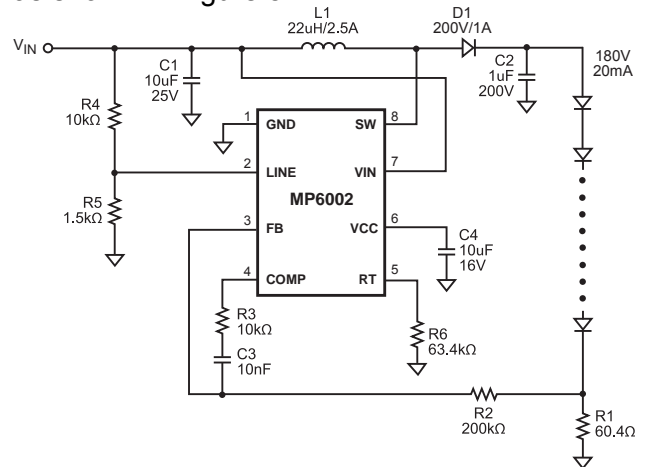 L1
22uH/2.5A
D1
200V/1A
VIN
C1
10uF
25V
C2
1uF
200V
180V
20mA
R4
10kΩ
1
GND
SW
8
2
LINE
VIN
7
MP6002
R5
1.5kΩ
3
FB
VCC
6
C4
10uF
16V
4
COMP
RT
5
R3
10kΩ
C3
10nF
R6
63.4kΩ
R2
200kΩ
R1
60.4Ω